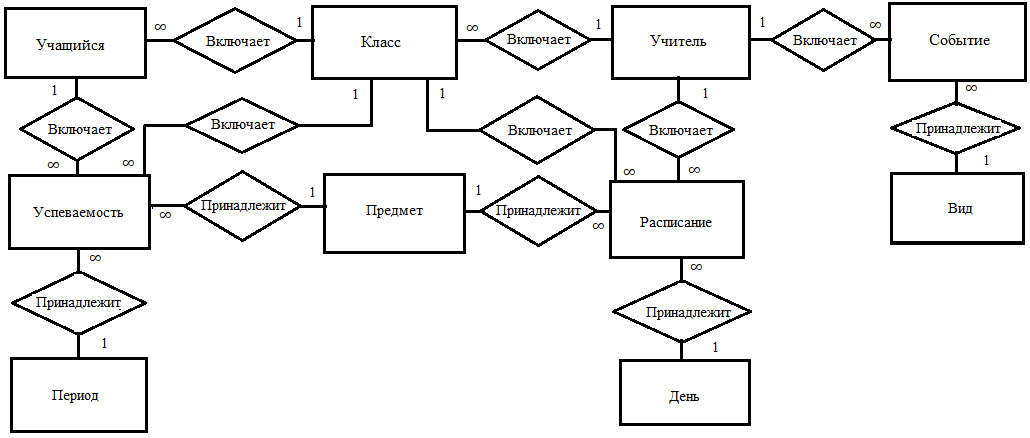 Учащийся
∞
Включает
1
Класс
∞
Включает
1
Учитель
1
Включает
∞
Событие
1
Включает
∞
1
Включает
∞
1
Включает
∞
1
Включает
∞
∞
Принадлежит
1
Успеваемость
∞
Принадлежит
1
Предмет
1
Принадлежит
∞
Расписание
Вид
∞
Принадлежит
1
Период
∞
Принадлежит
1
День